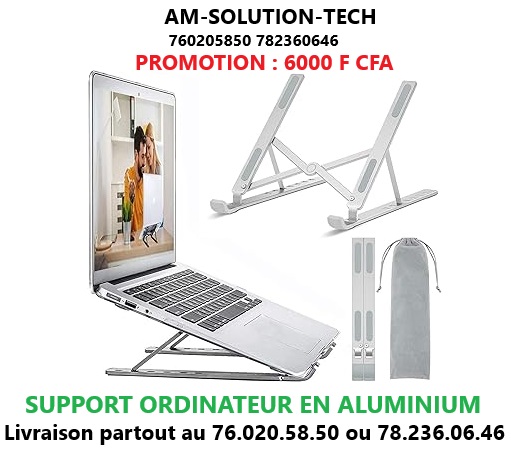 AM-SOLUTION-TECH
760205850 782360646
PROMOTION : 6000 F CFA
SUPPORT ORDINATEUR EN ALUMINIUM
Livraison partout au 76.020.58.50 ou 78.236.06.46